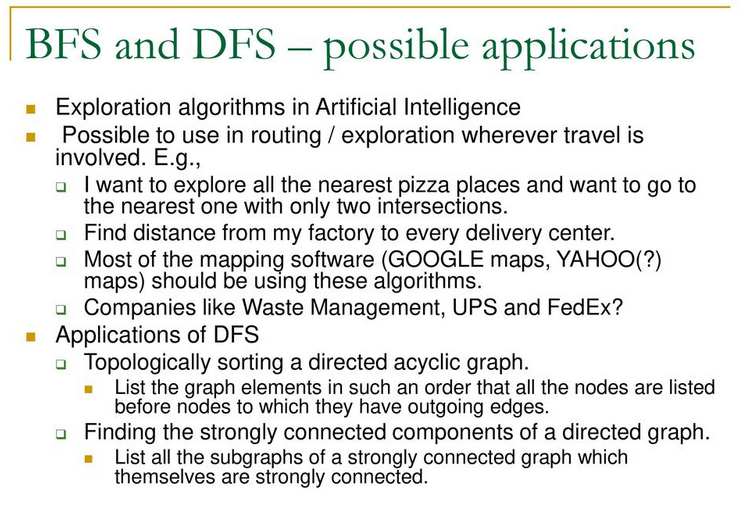 BFS and DFS – possible applications
Exploration algorithms in Artificial Intelligence
Possible to use in routing / exploration wherever travel is
involved. E.g.,
I want to explore all the nearest pizza places and want to go to
the nearest one with only two intersections.
Find distance from my factory to every delivery center.
Most of the mapping software (GOOGLE maps, YAHOO(?)
maps) should be using these algorithms.
Companies like Waste Management, UPS and FedEx?
Applications of DFS
Topologically sorting a directed acyclic graph.
List the graph elements in such an order that all the nodes are listed
before nodes to which they have outgoing edges.
Finding the strongly connected components of a directed graph.
List all the subgraphs of a strongly connected graph which
themselves are strongly connected.